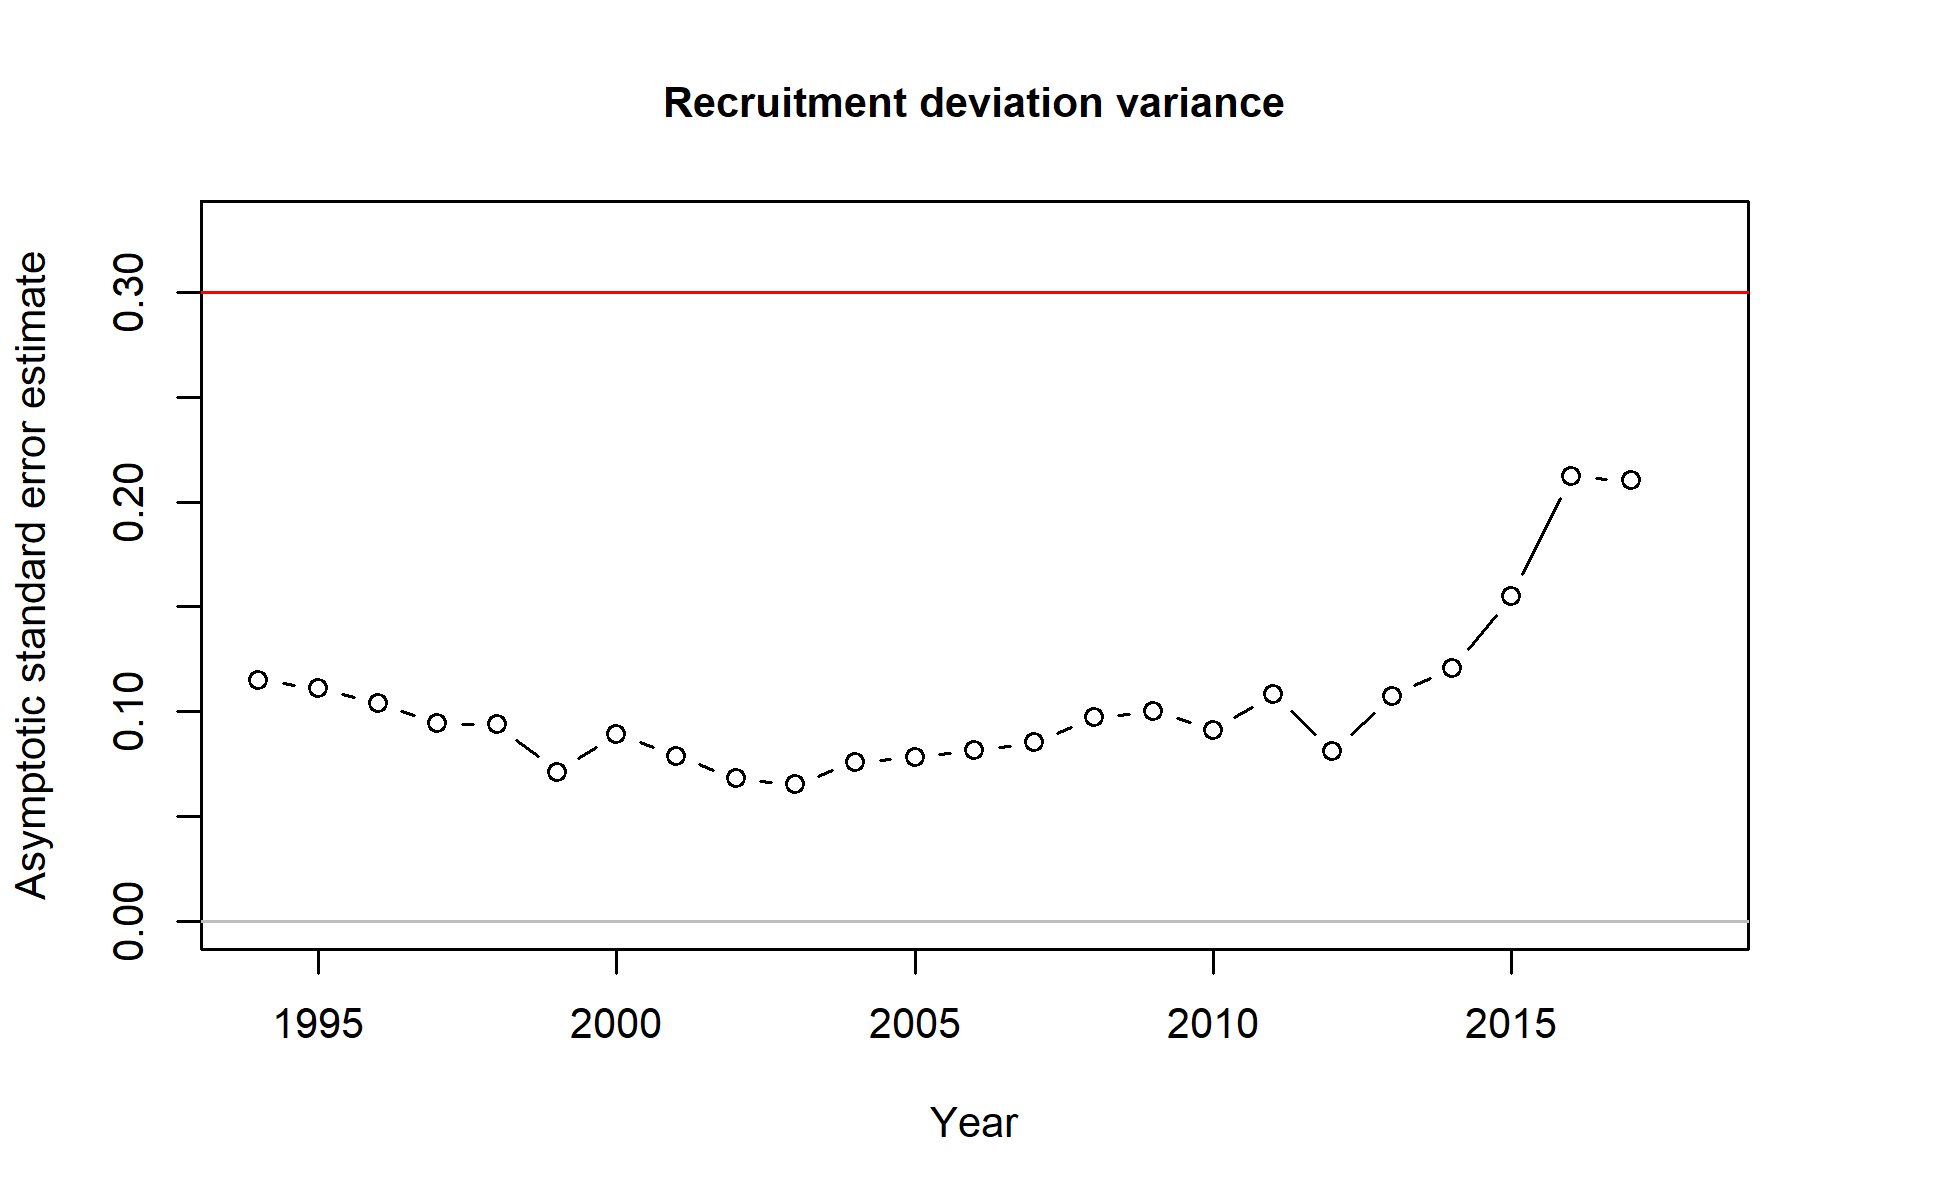 Recruitment deviation variance
Asymptotic standard error estimate
0.30
0.20
0.10
0.00
1995 2000 2005 2010 2015
Year